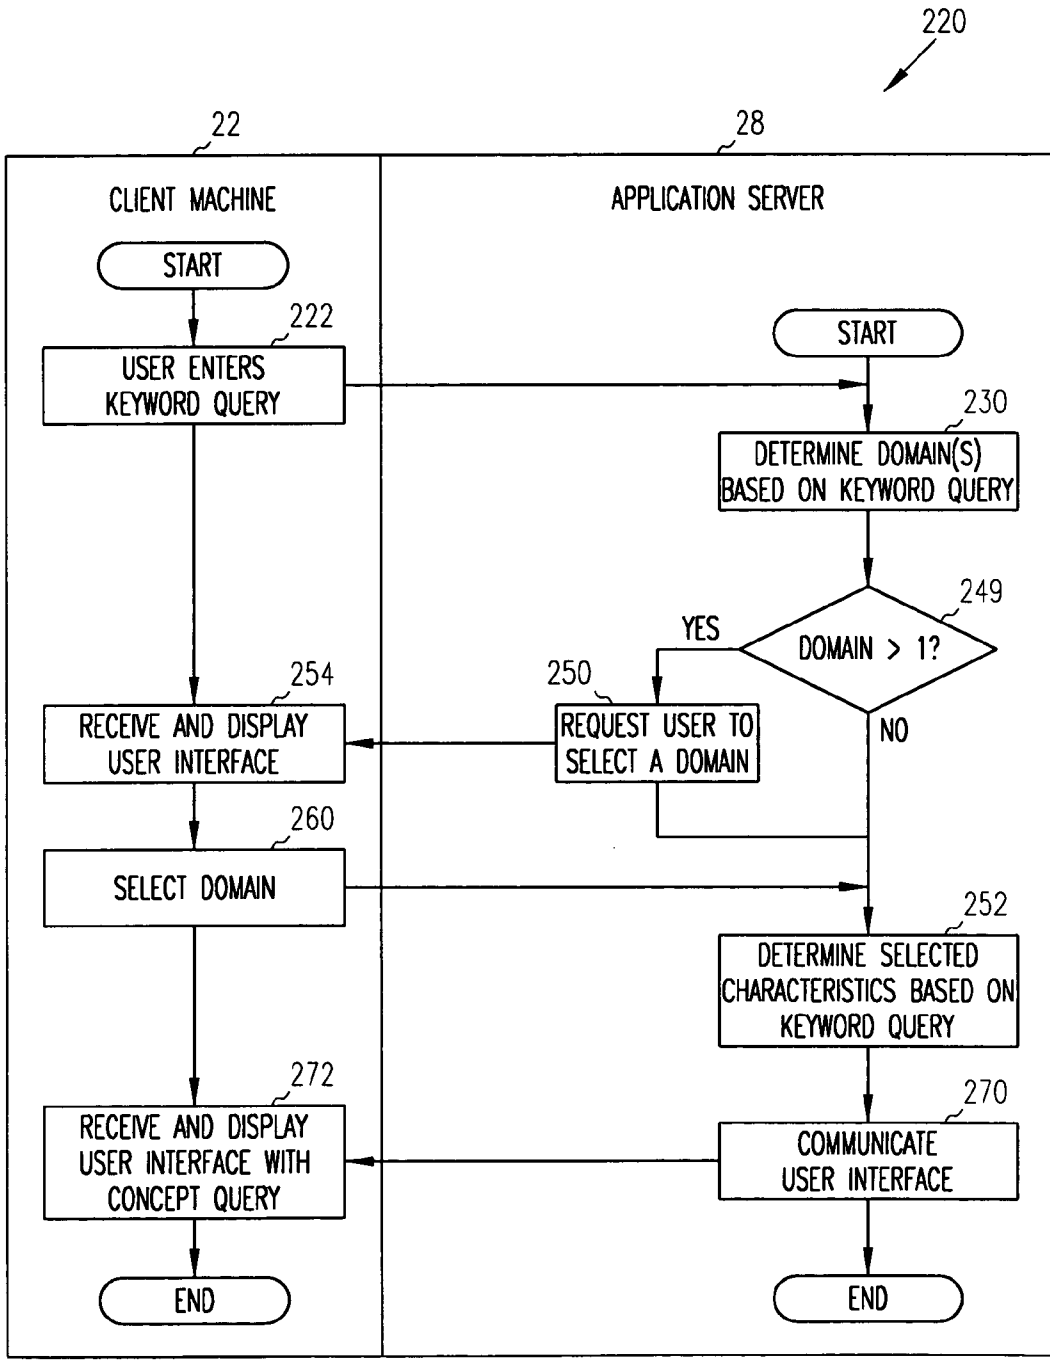 220
22
28
CLIENT MACHINE
APPLICATION SERVER
START
222
USER ENTERS
KEYWORD QUERY
START
230
DETERMINE DOMAIN(S)
BASED ON KEYWORD QUERY
249
DOMAIN > 1?
YES
NO
250
REQUEST USER TO
SELECT A DOMAIN
254
RECEIVE AND DISPLAY
USER INTERFACE
260
SELECT DOMAIN
252
DETERMINE SELECTED
CHARACTERISTICS BASED ON
KEYWORD QUERY
272
RECEIVE AND DISPLAY
USER INTERFACE WITH
CONCEPT QUERY
270
COMMUNICATE
USER INTERFACE
END
END